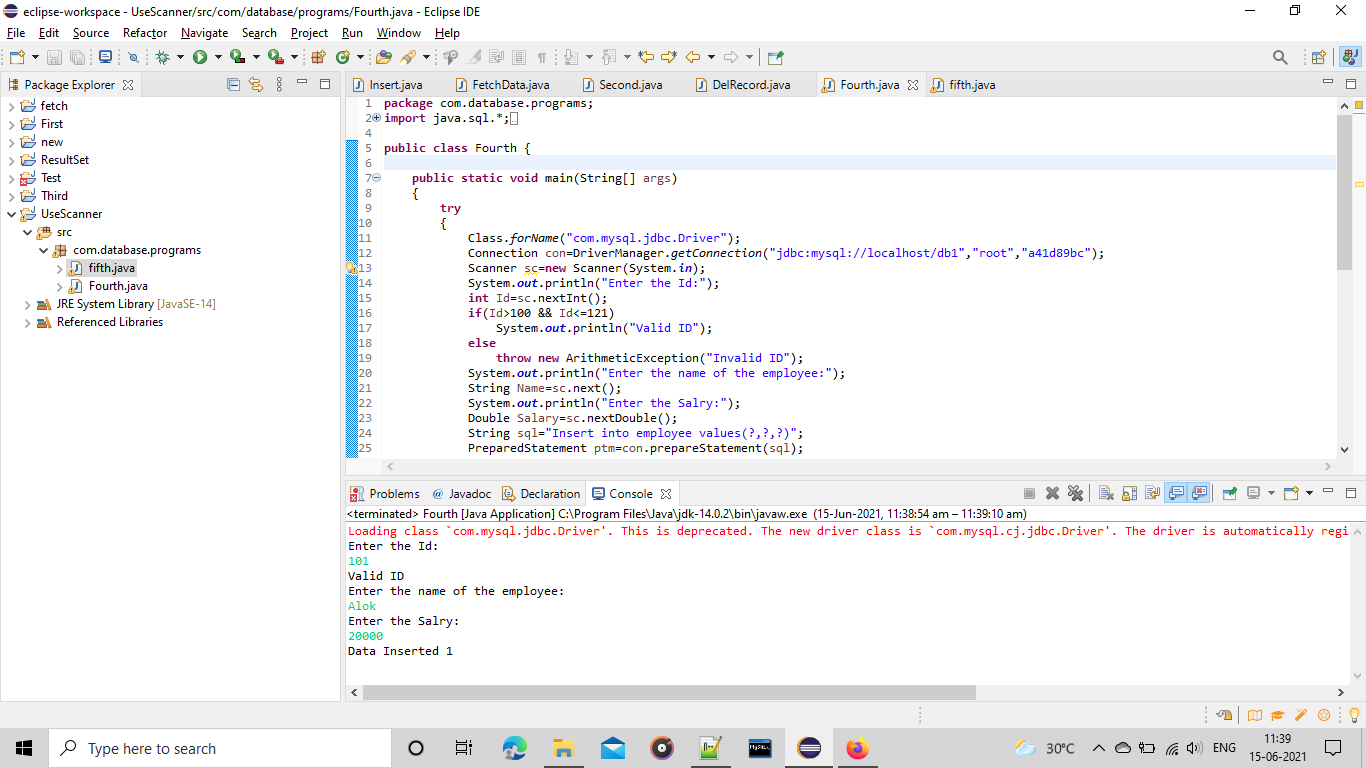 eclipse-workspace - UseScanner/src/com/database/programs/Fourth.java - Eclipse IDE
File Edit Source Refactor Navigate Search Project Run Window Help
Package Explorer
fetch
First
new
ResultSet
Test
Third
UseScanner
src
com.database.programs
fifth.java
Fourth.java
JRE System Library [JavaSE-14]
Referenced Libraries
Insert.java FetchData.java Second.java DelRecord.java Fourth.java fifth.java
1 package com.database.programs;
2 import java.sql.*;
4
5 public class Fourth {
6
7 public static void main(String[] args)
8 {
9 try
10 {
11 Class.forName("com.mysql.jdbc.Driver");
12 Connection con=DriverManager.getConnection("jdbc:mysql://localhost/db1","root","a41d89bc");
13 Scanner sc=new Scanner(System.in);
14 System.out.println("Enter the Id:");
15 int Id=sc.nextInt();
16 if(Id>100 && Id<=121)
17 System.out.println("Valid ID");
18 else
19 throw new ArithmeticException("Invalid ID");
20 System.out.println("Enter the name of the employee:");
21 String Name=sc.next();
22 System.out.println("Enter the Salry:");
23 Double Salary=sc.nextDouble();
24 String sql="Insert into employee values(?,?,?)";
25 PreparedStatement ptm=con.prepareStatement(sql);
Problems @ Javadoc Declaration Console
<terminated> Fourth [Java Application] C:\Program Files\Java\jdk-14.0.2\bin\javaw.exe (15-Jun-2021, 11:38:54 am – 11:39:10 am)
Loading class `com.mysql.jdbc.Driver'. This is deprecated. The new driver class is `com.mysql.cj.jdbc.Driver'. The driver is automatically regi
Enter the Id:
101
Valid ID
Enter the name of the employee:
Alok
Enter the Salry:
20000
Data Inserted 1
Type here to search
30°C
ENG
11:39
15-06-2021